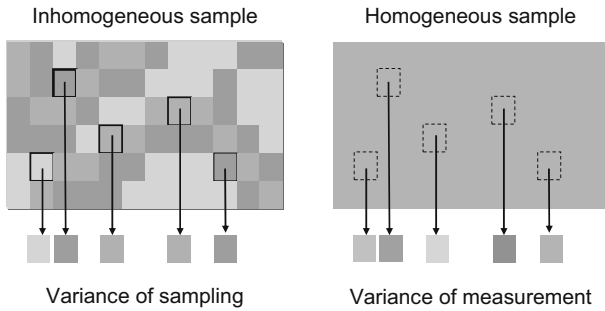 Inhomogeneous sample
Homogeneous sample
Variance of sampling
Variance of measurement